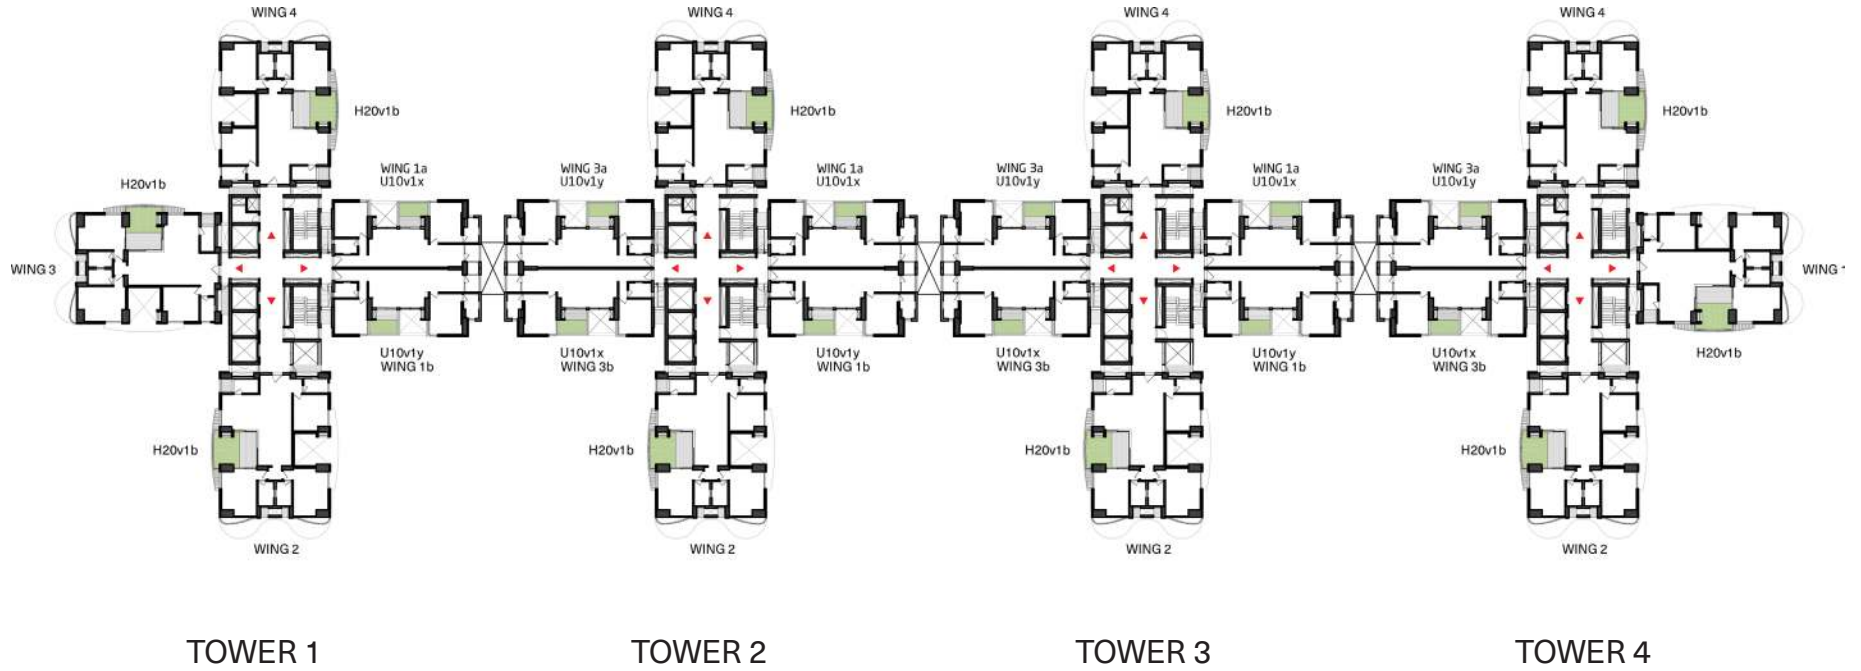 WING 4
WING 4
WING 4
WING 4
H20v1b
H20v1b
H20v1b
H20v1b
WING 1a
U10v1x
WING 3a
U10v1y
WING 1a
U10v1x
WING 3a
U10v1y
WING 1a
U10v1x
WING 3a
U10v1y
H20v1b
WING 3
WING 1
U10v1y
WING 1b
U10v1x
WING 3b
U10v1y
WING 1b
U10v1x
WING 3b
U10v1y
WING 1b
U10v1x
WING 3b
H20v1b
H20v1b
H20v1b
H20v1b
H20v1b
WING 2
WING 2
WING 2
WING 2
TOWER 1
TOWER 2
TOWER 3
TOWER 4